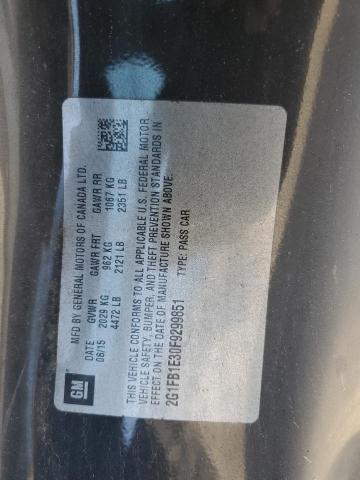 GM
MFD BY GENERAL MOTORS OF CANADA LTD.
DATE GVWR GAWR FRT GAWR RR
08/15 2029 KG 962 KG 1067 KG
4472 LB 2121 LB 2351 LB
THIS VEHICLE CONFORMS TO ALL APPLICABLE U.S. FEDERAL MOTOR
VEHICLE SAFETY, BUMPER, AND THEFT PREVENTION STANDARDS IN
EFFECT ON THE DATE OF MANUFACTURE SHOWN ABOVE.
2G1FB1E30F9299851 TYPE: PASS CAR